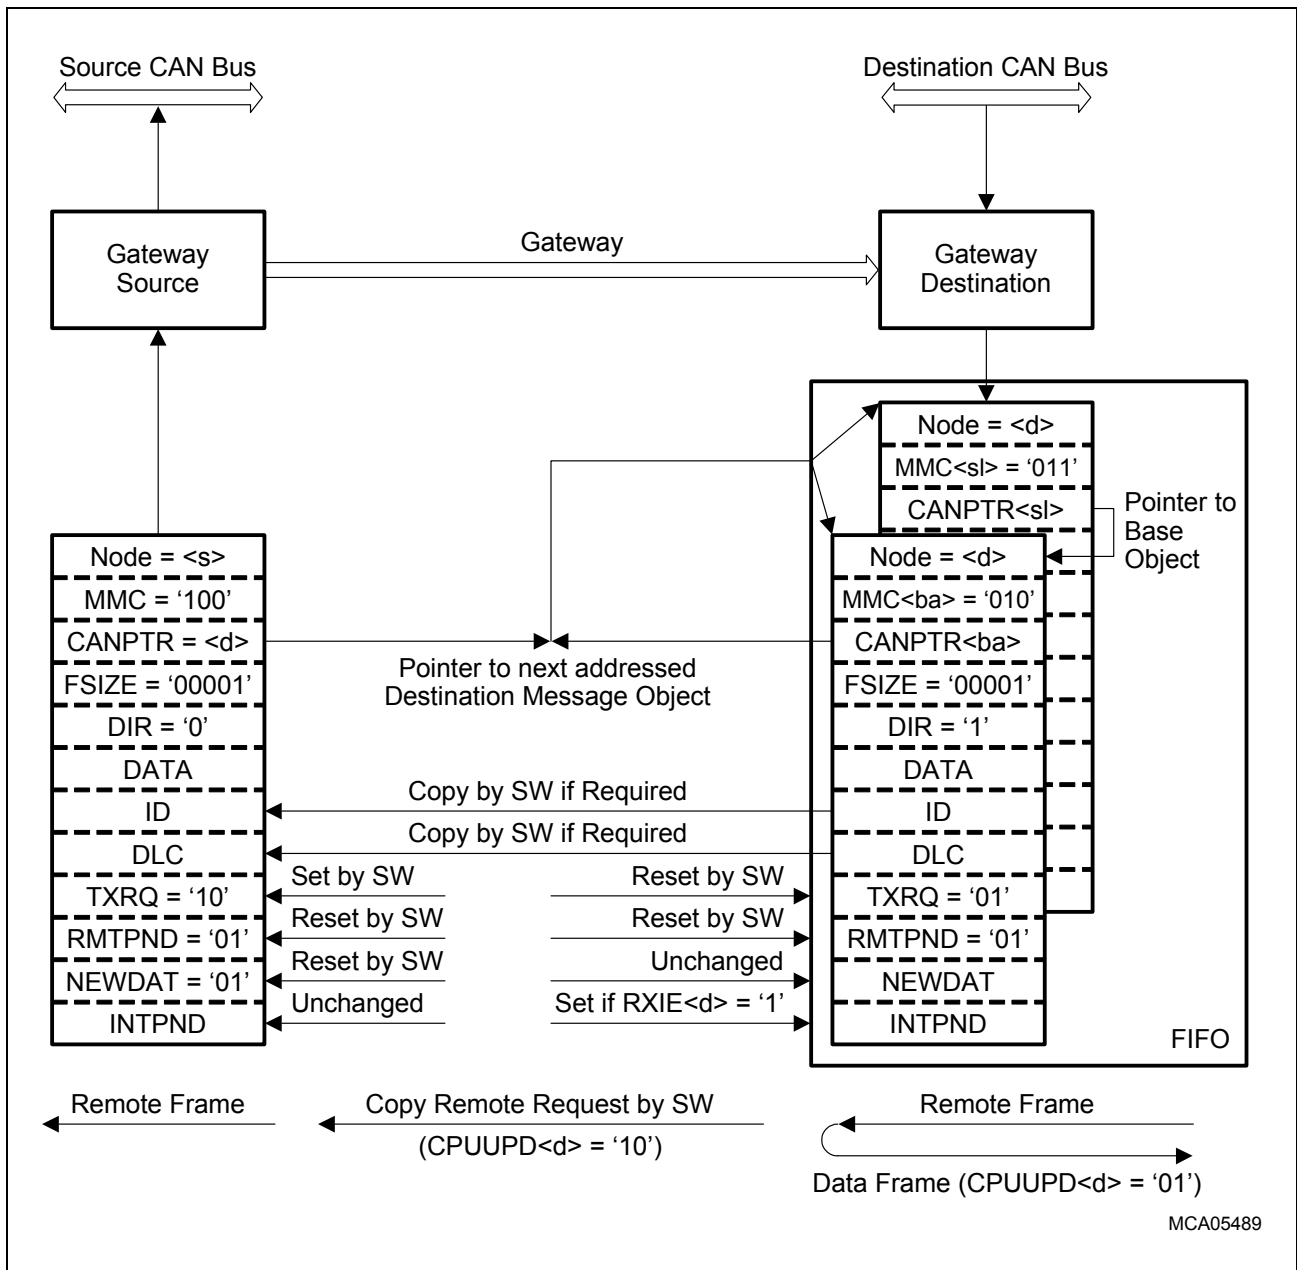 Source CAN Bus
Destination CAN Bus
Gateway
Source
Gateway
Gateway
Destination
Node = <d>
MMC<sl> = ‘011’
CANPTR<sl>
Pointer to
Base
Object
Node = <s>
MMC = ‘100’
CANPTR = <d>
FSIZE = ‘00001’
DIR = ‘0’
DATA
ID
DLC
TXRQ = ‘10’
RMTPND = ‘01’
NEWDAT = ‘01’
INTPND
Pointer to next addressed
Destination Message Object
Copy by SW if Required
Copy by SW if Required
Set by SW
Reset by SW
Reset by SW
Reset by SW
Reset by SW
Unchanged
Unchanged
Set if RXIE<d> = ‘1’
Node = <d>
MMC<ba> = ‘010’
CANPTR<ba>
FSIZE = ‘00001’
DIR = ‘1’
DATA
ID
DLC
TXRQ = ‘01’
RMTPND = ‘01’
NEWDAT
INTPND
FIFO
Remote Frame
Copy Remote Request by SW
(CPUUPD<d> = ‘10’)
Remote Frame
Data Frame (CPUUPD<d> = ‘01’)
MCA05489